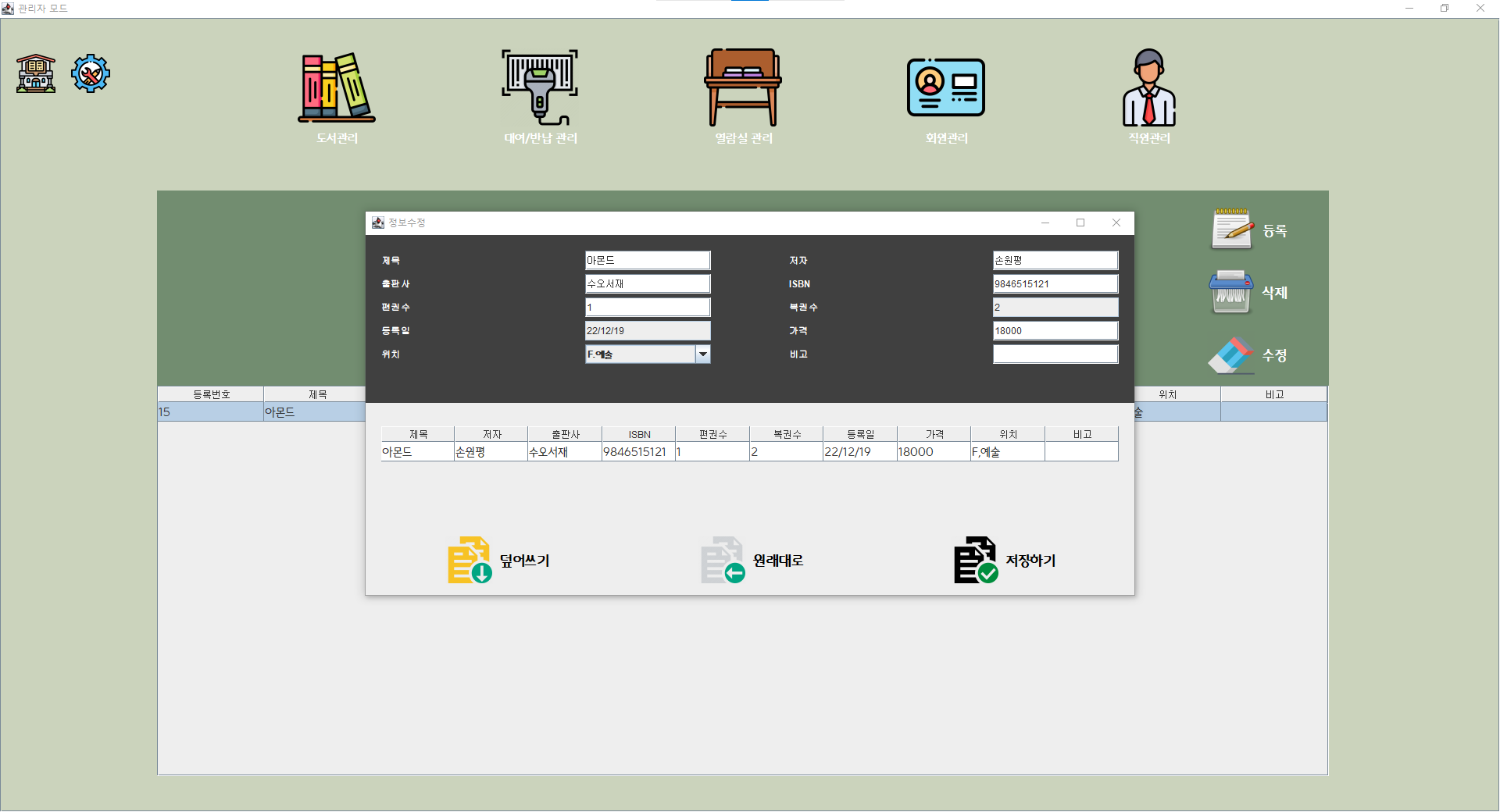 관리자 모드
도서관리 대여/반납 관리 열람실 관리 회원관리 직원관리
정보수정
등록
삭제
수정
제목 아몬드 저자 손원평
출판사 수오서재 ISBN 9846515121
편권수 1 복권수 2
등록일 22/12/19 가격 18000
위치 F.예술 비고
등록번호 제목 위치 비고
15 아몬드 술
제목 저자 출판사 ISBN 편권수 복권수 등록일 가격 위치 비고
아몬드 손원평 수오서재 9846515121 1 2 22/12/19 18000 F,예술
덮어쓰기 원래대로 저장하기